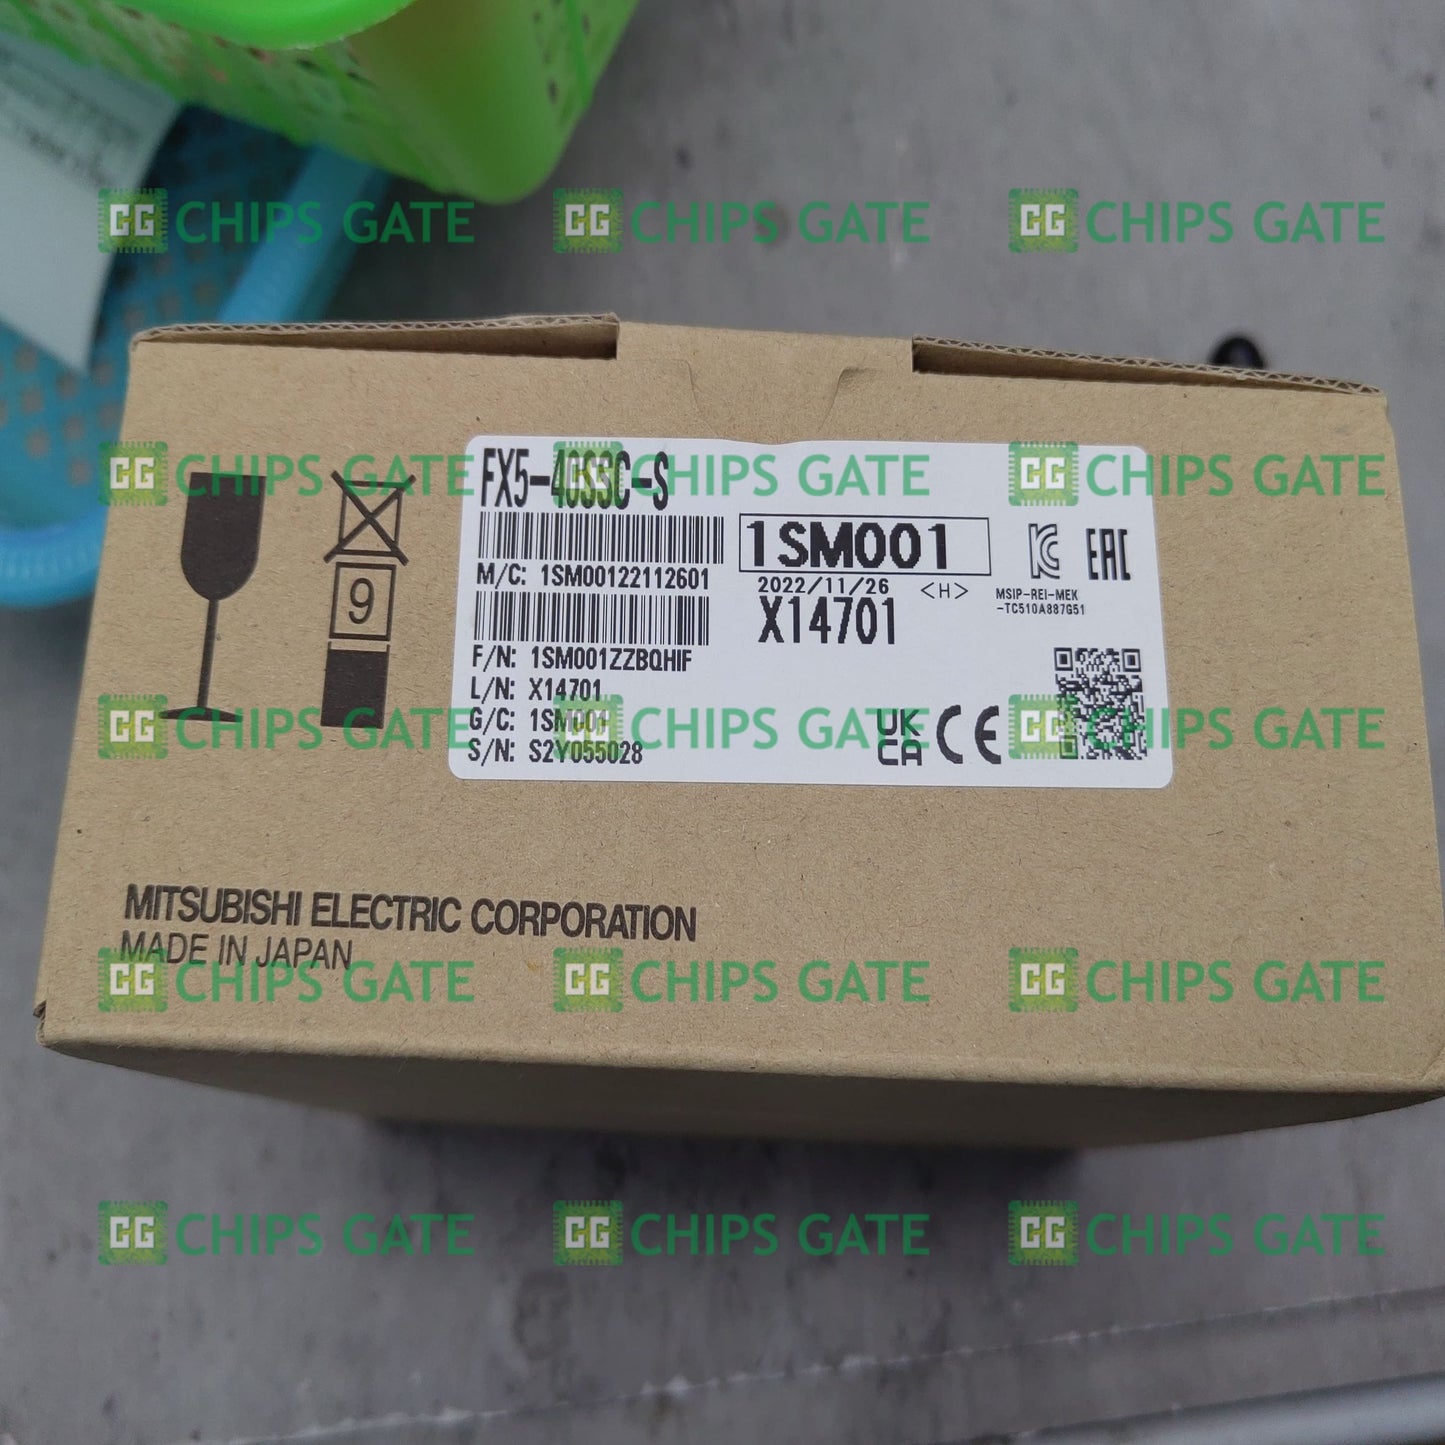 CG CHIPS GATE CG CHIPS GATE CG CHIPS GATE
CG CHIPS GATE CG CHIPS GATE CG CHIPS GATE
FX5-40SSC-S
1SM001
M/C: 1SM00122112601
2022/11/26 <H>
MSIP-REI-MEK
-TC510A887G51
X14701
EAC
9
F/N: 1SM001ZZBQHIF
L/N: X14701
G/C: 1SM001
S/N: S2Y055028
UK
CA CE
CG CHIPS GATE CG CHIPS GATE CG CHIPS GATE
MITSUBISHI ELECTRIC CORPORATION
MADE IN JAPAN
CG CHIPS GATE CG CHIPS GATE CG CHIPS GATE
CG CHIPS GATE CG CHIPS GATE CG CHIPS GATE